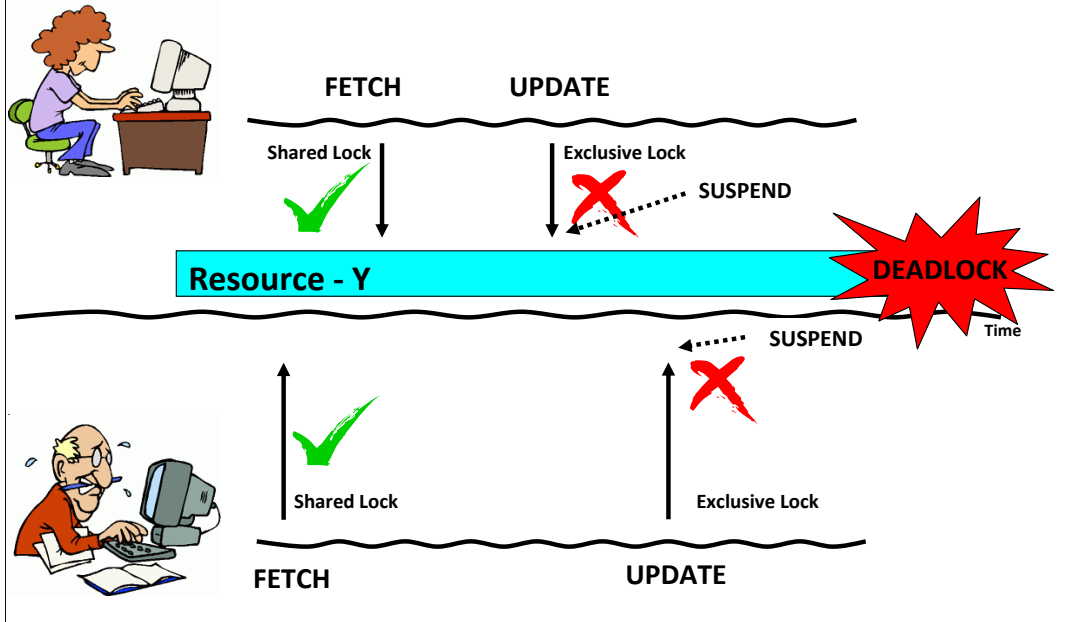 FETCH UPDATE
Shared Lock Exclusive Lock
SUSPEND
Resource - Y DEADLOCK
Time
SUSPEND
Shared Lock Exclusive Lock
FETCH UPDATE